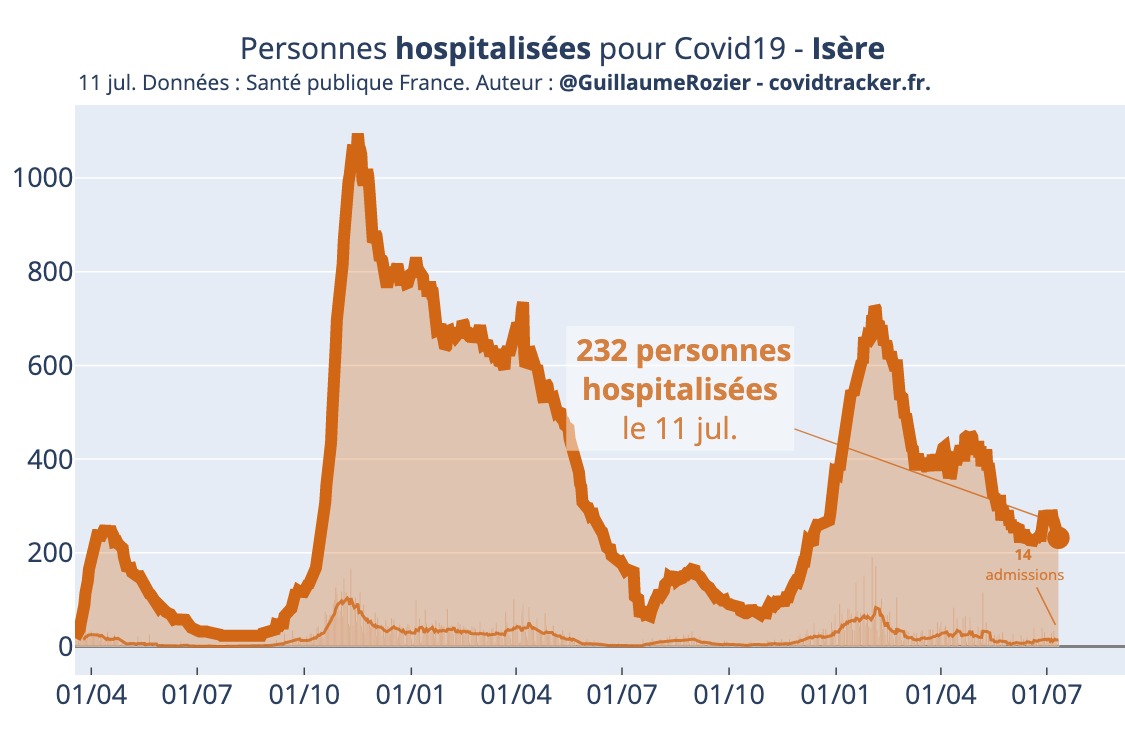 Personnes hospitalisées pour Covid19 - Isère
11 jul. Données : Santé publique France. Auteur : @GuillaumeRozier - covidtracker.fr.
1000
800
600
400
200
0
232 personnes
hospitalisées
le 11 jul.
14
admissions
01/04 01/07 01/10 01/01 01/04 01/07 01/10 01/01 01/04 01/07